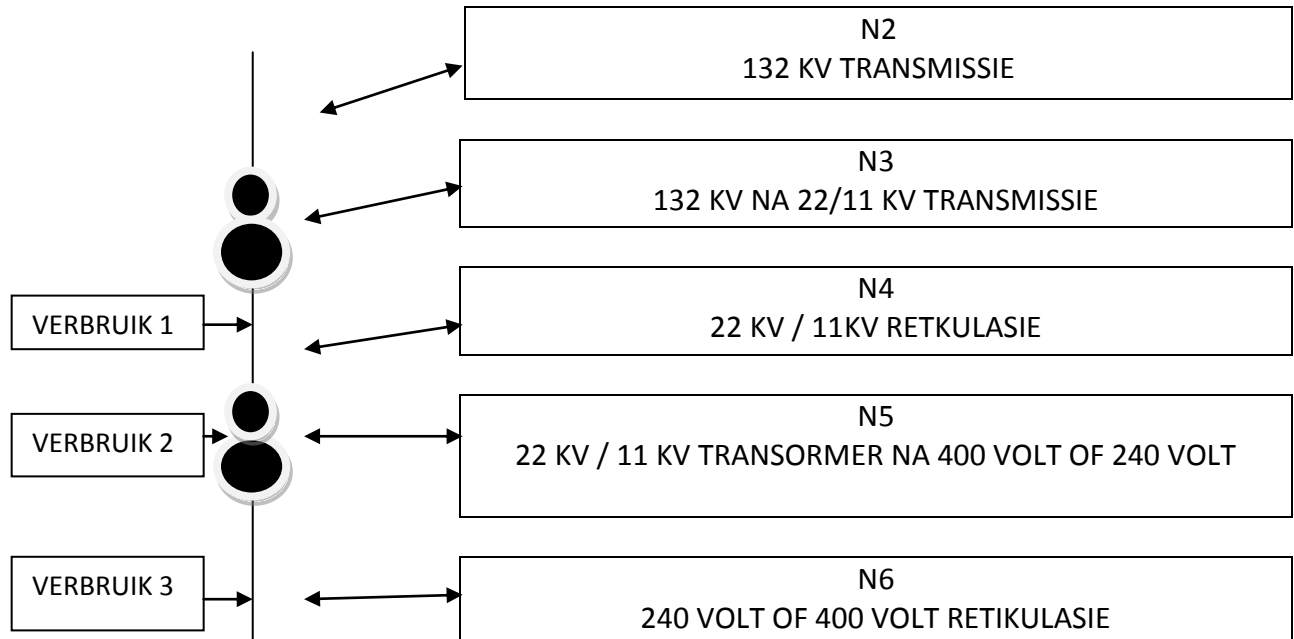 N2
132 KV TRANSMISSIE
N3
132 KV NA 22/11 KV TRANSMISSIE
N4
22 KV / 11KV RETKULASIE
VERBRUIK 1
N5
22 KV / 11 KV TRANSORMER NA 400 VOLT OF 240 VOLT
VERBRUIK 2
N6
240 VOLT OF 400 VOLT RETIKULASIE
VERBRUIK 3